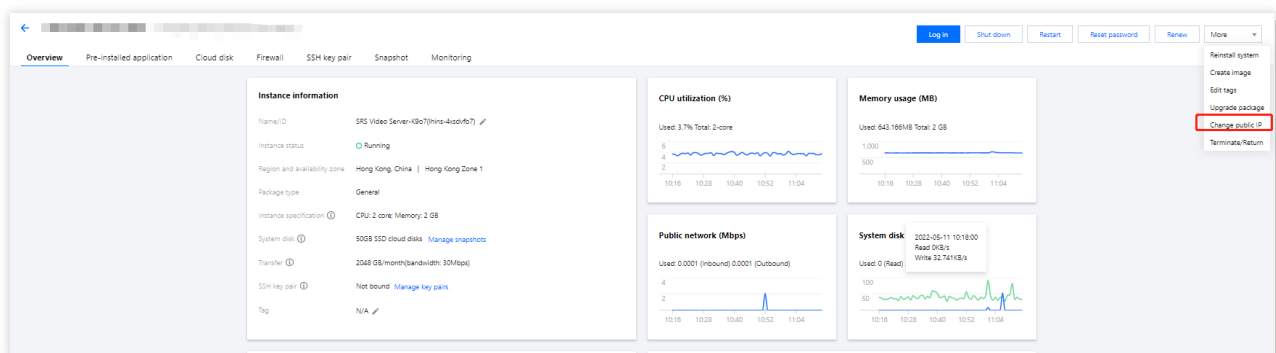 ←
Log in Shut down Restart Reset password Renew More
Overview Pre-installed application Cloud disk Firewall SSH key pair Snapshot Monitoring
Reinstall system
Create image
Edit tags
Upgrade package
Change public IP
Terminate/Return
Instance information
Name/ID SRS Video Server-K9o7(lhins-4xsdvfb7)
Instance status Running
Region and availability zone Hong Kong, China | Hong Kong Zone 1
Package type General
Instance specification CPU: 2 core; Memory: 2 GB
System disk 50GB SSD cloud disks Manage snapshots
Transfer 2048 GB/month(bandwidth: 30Mbps)
SSH key pair Not bound Manage key pairs
Tag N/A
CPU utilization (%)
Used: 3.7% Total: 2-core
6
4
2
10:16 10:28 10:40 10:52 11:04
Memory usage (MB)
Used: 643.166MB Total: 2 GB
1,000
500
10:16 10:28 10:40 10:52 11:04
Public network (Mbps)
Used: 0.0001 (Inbound) 0.0001 (Outbound)
4
2
10:16 10:28 10:40 10:52 11:04
System disk
Used: 0 (Read)
2022-05-11 10:18:00
Read 0KB/s
Write 32.741KB/s
100
50
10:16 10:28 10:40 10:52 11:04